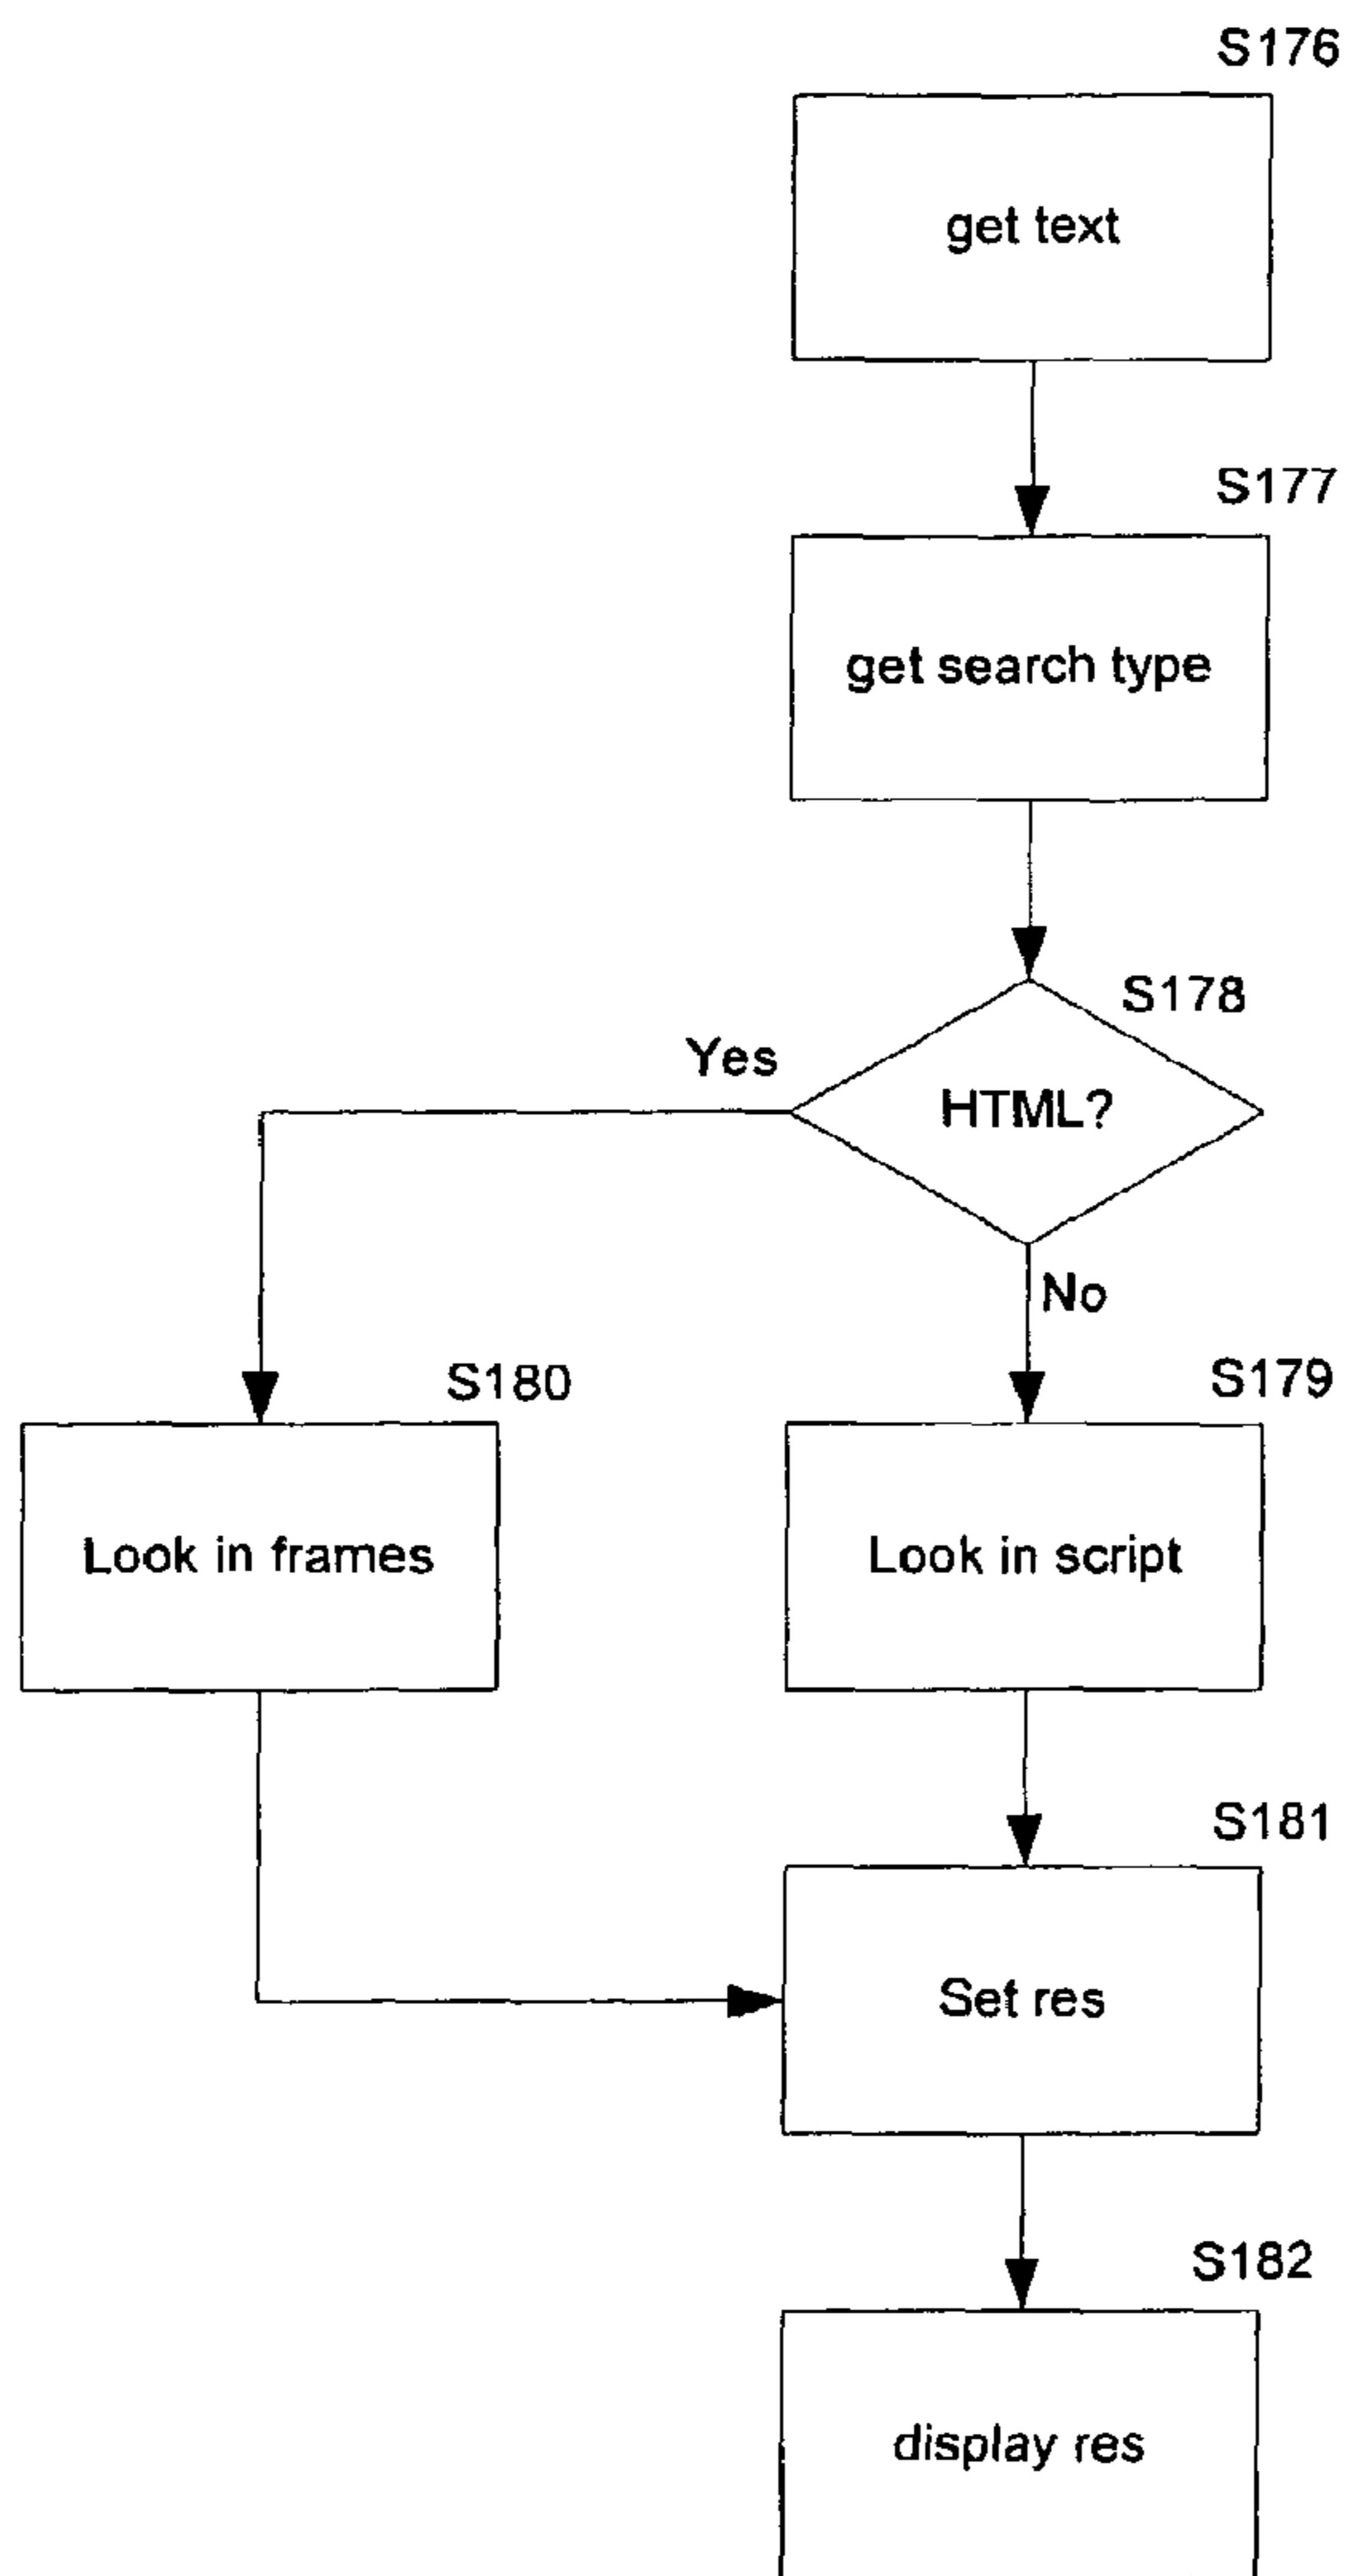 S176
get text
S177
get search type
S178
Yes
HTML?
No
S180
S179
Look in frames
Look in script
S181
Set res
S182
display res